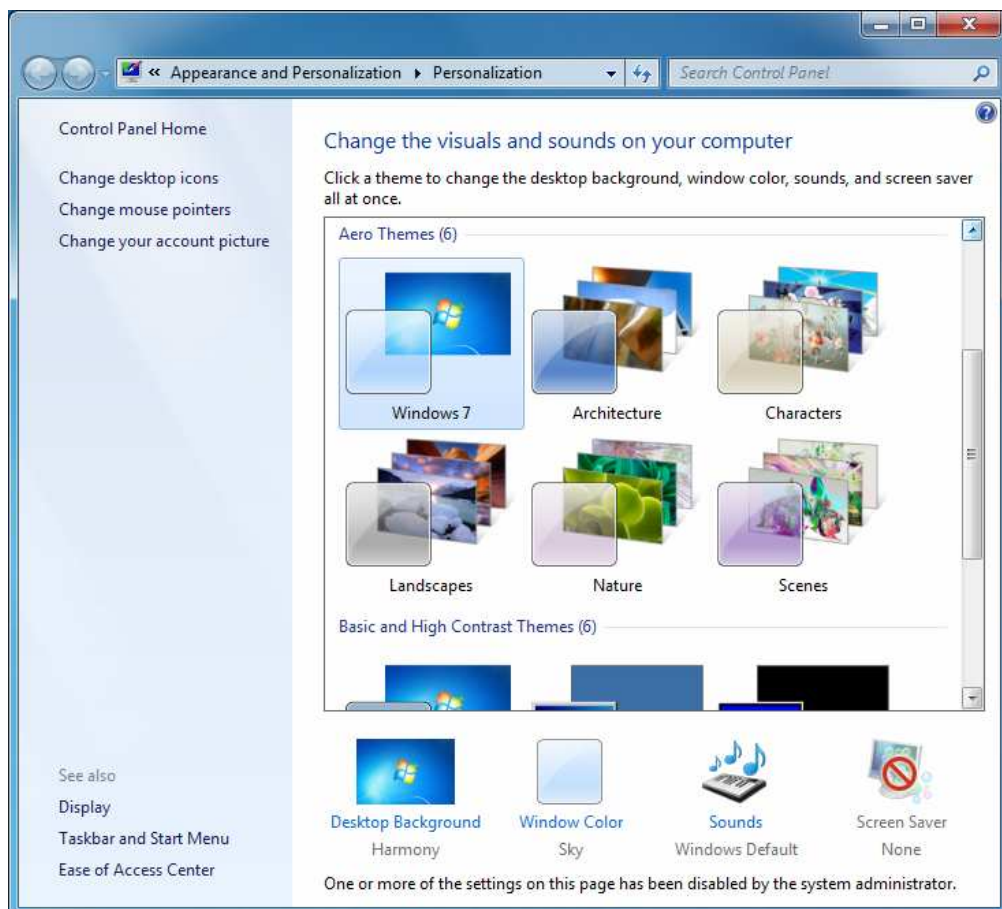 « Appearance and Personalization ▸ Personalization
Search Control Panel
Control Panel Home
Change desktop icons
Change mouse pointers
Change your account picture
Change the visuals and sounds on your computer
Click a theme to change the desktop background, window color, sounds, and screen saver
all at once.
Aero Themes (6)
Windows 7
Architecture
Characters
Landscapes
Nature
Scenes
Basic and High Contrast Themes (6)
Desktop Background
Harmony
Window Color
Sky
Sounds
Windows Default
Screen Saver
None
See also
Display
Taskbar and Start Menu
Ease of Access Center
One or more of the settings on this page has been disabled by the system administrator.